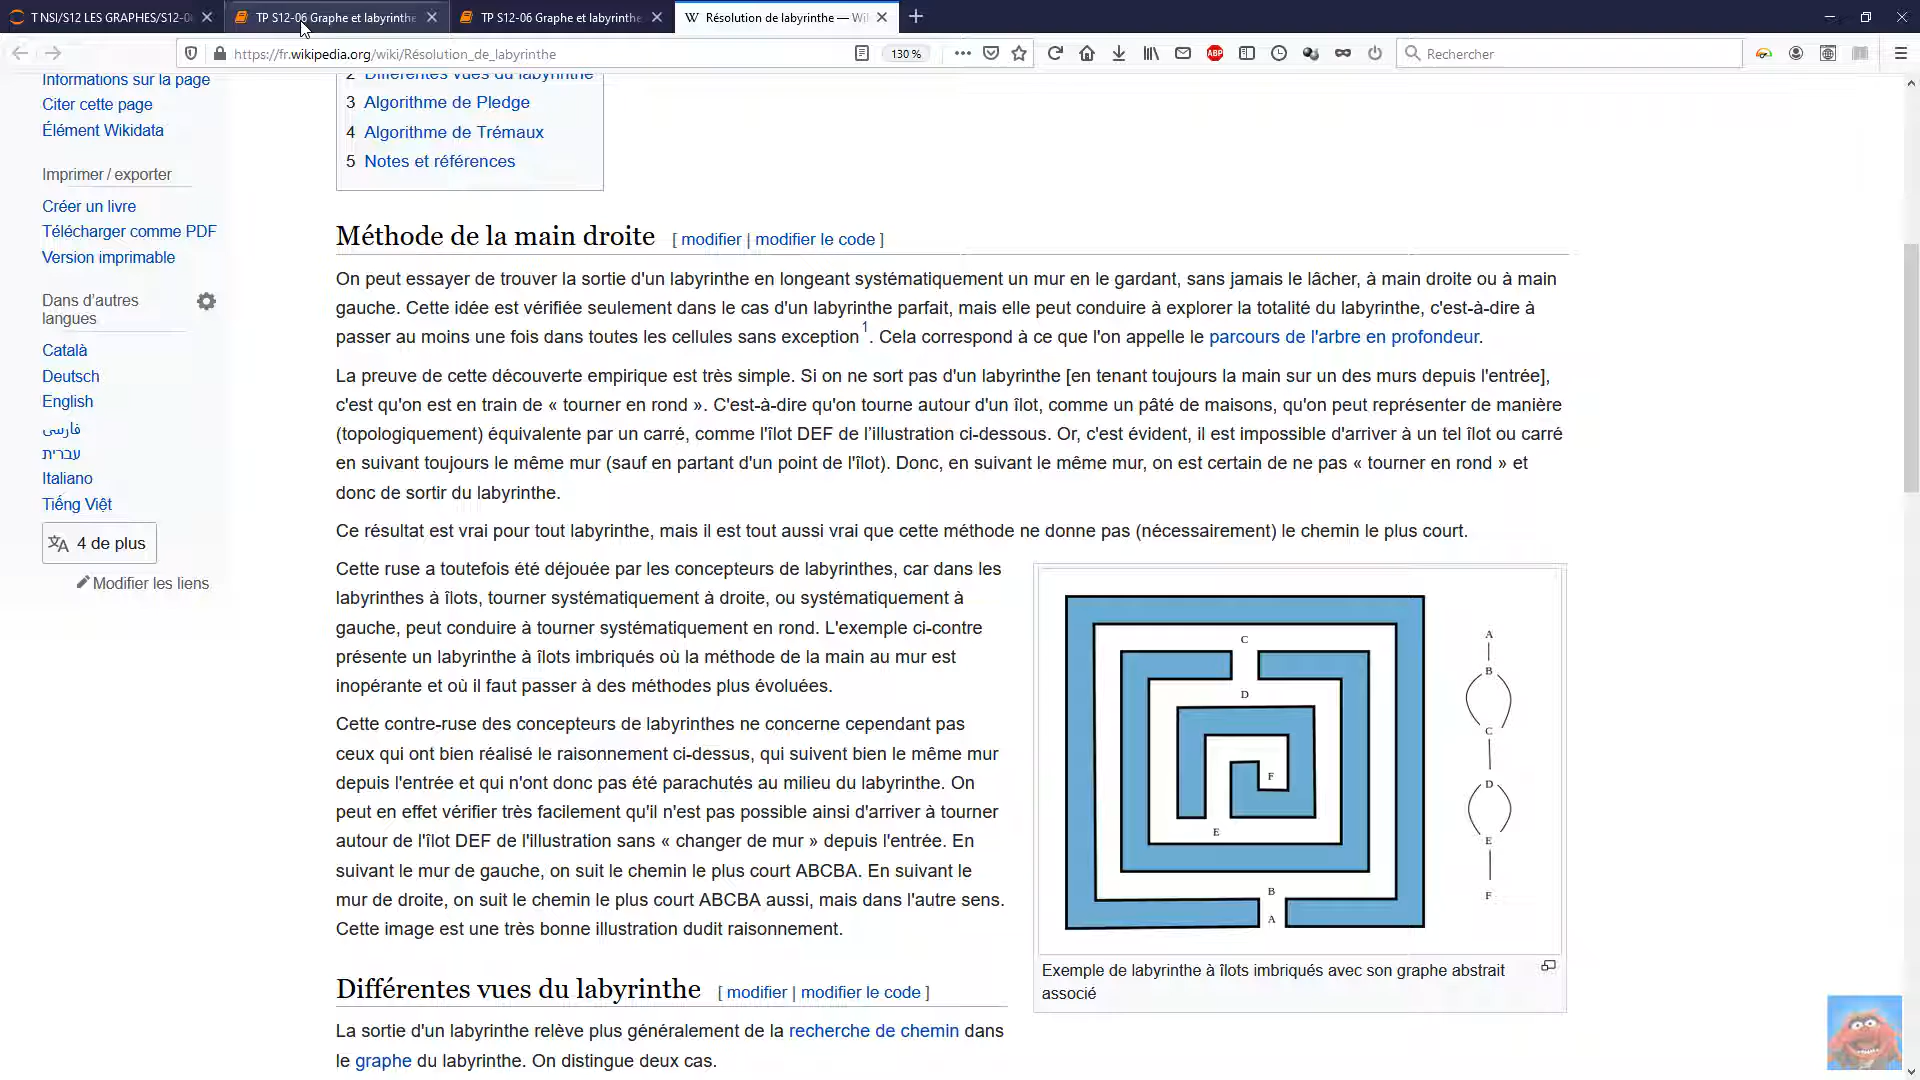 T NSI/S12 LES GRAPHES/S12-0
TP S12-06 Graphe et labyrinthe
TP S12-06 Graphe et labyrinthe
W Résolution de labyrinthe — Wi
https://fr.wikipedia.org/wiki/Résolution_de_labyrinthe
130 %
ABP
Rechercher
Informations sur la page
Citer cette page
Élément Wikidata
Imprimer / exporter
Créer un livre
Télécharger comme PDF
Version imprimable
Dans d’autres
langues
Català
Deutsch
English
فارسی
עברית
Italiano
Tiếng Việt
4 de plus
Modifier les liens
2 Différentes vues du labyrinthe
3 Algorithme de Pledge
4 Algorithme de Trémaux
5 Notes et références
Méthode de la main droite [ modifier | modifier le code ]
On peut essayer de trouver la sortie d'un labyrinthe en longeant systématiquement un mur en le gardant, sans jamais le lâcher, à main droite ou à main
gauche. Cette idée est vérifiée seulement dans le cas d'un labyrinthe parfait, mais elle peut conduire à explorer la totalité du labyrinthe, c'est-à-dire à
passer au moins une fois dans toutes les cellules sans exception1. Cela correspond à ce que l'on appelle le parcours de l'arbre en profondeur.
La preuve de cette découverte empirique est très simple. Si on ne sort pas d'un labyrinthe [en tenant toujours la main sur un des murs depuis l'entrée],
c'est qu'on est en train de « tourner en rond ». C'est-à-dire qu'on tourne autour d'un îlot, comme un pâté de maisons, qu'on peut représenter de manière
(topologiquement) équivalente par un carré, comme l'îlot DEF de l’illustration ci-dessous. Or, c'est évident, il est impossible d'arriver à un tel îlot ou carré
en suivant toujours le même mur (sauf en partant d'un point de l'îlot). Donc, en suivant le même mur, on est certain de ne pas « tourner en rond » et
donc de sortir du labyrinthe.
Ce résultat est vrai pour tout labyrinthe, mais il est tout aussi vrai que cette méthode ne donne pas (nécessairement) le chemin le plus court.
Cette ruse a toutefois été déjouée par les concepteurs de labyrinthes, car dans les
labyrinthes à îlots, tourner systématiquement à droite, ou systématiquement à
gauche, peut conduire à tourner systématiquement en rond. L'exemple ci-contre
présente un labyrinthe à îlots imbriqués où la méthode de la main au mur est
inopérante et où il faut passer à des méthodes plus évoluées.
Cette contre-ruse des concepteurs de labyrinthes ne concerne cependant pas
ceux qui ont bien réalisé le raisonnement ci-dessus, qui suivent bien le même mur
depuis l'entrée et qui n'ont donc pas été parachutés au milieu du labyrinthe. On
peut en effet vérifier très facilement qu'il n'est pas possible ainsi d'arriver à tourner
autour de l'îlot DEF de l'illustration sans « changer de mur » depuis l'entrée. En
suivant le mur de gauche, on suit le chemin le plus court ABCBA. En suivant le
mur de droite, on suit le chemin le plus court ABCBA aussi, mais dans l'autre sens.
Cette image est une très bonne illustration dudit raisonnement.
C
D
F
E
B
A
A
B
C
D
E
F
Exemple de labyrinthe à îlots imbriqués avec son graphe abstrait
associé
Différentes vues du labyrinthe [ modifier | modifier le code ]
La sortie d'un labyrinthe relève plus généralement de la recherche de chemin dans
le graphe du labyrinthe. On distingue deux cas.